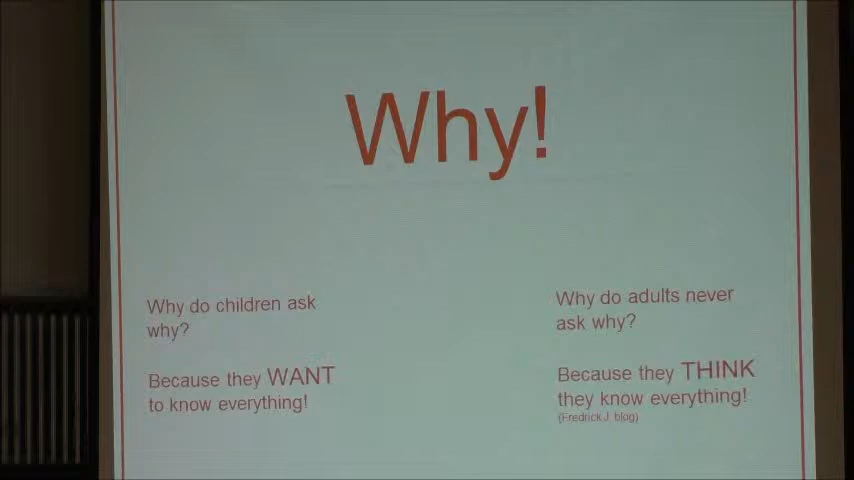 Why!
Why do children ask
why?
Because they WANT
to know everything!
Why do adults never
ask why?
Because they THINK
they know everything!
(Fredrick J. blog)